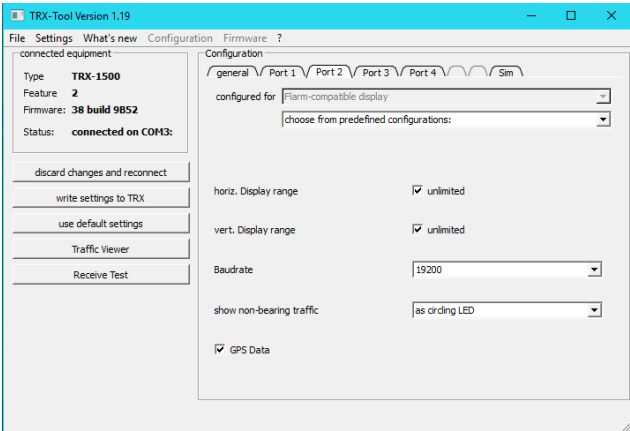 TRX-Tool Version 1.19
File Settings What's new Configuration Firmware ?
connected equipment
Type TRX-1500
Feature 2
Firmware: 38 build 9B52
Status: connected on COM3:
discard changes and reconnect
write settings to TRX
use default settings
Traffic Viewer
Receive Test
Configuration
general Port 1 Port 2 Port 3 Port 4 Sim
configured for Flarm-compatible display
choose from predefined configurations:
horiz. Display range unlimited
vert. Display range unlimited
Baudrate 19200
show non-bearing traffic as circling LED
GPS Data